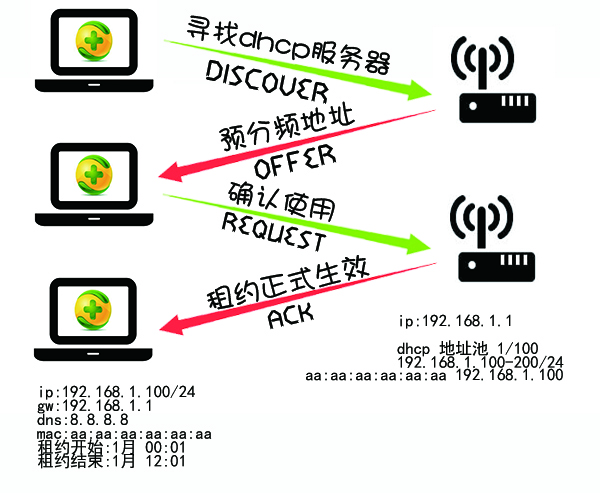 寻找dhcp服务器
DISCOVER
预分频地址
OFFER
确认使用
REQUEST
租约正式生效
ACK
ip:192.168.1.1
dhcp 地址池 1/100
192.168.1.100-200/24
aa:aa:aa:aa:aa:aa 192.168.1.100
ip:192.168.1.100/24
gw:192.168.1.1
dns:8.8.8.8
mac:aa:aa:aa:aa:aa:aa
租约开始:1月 00:01
租约结束:1月 12:01